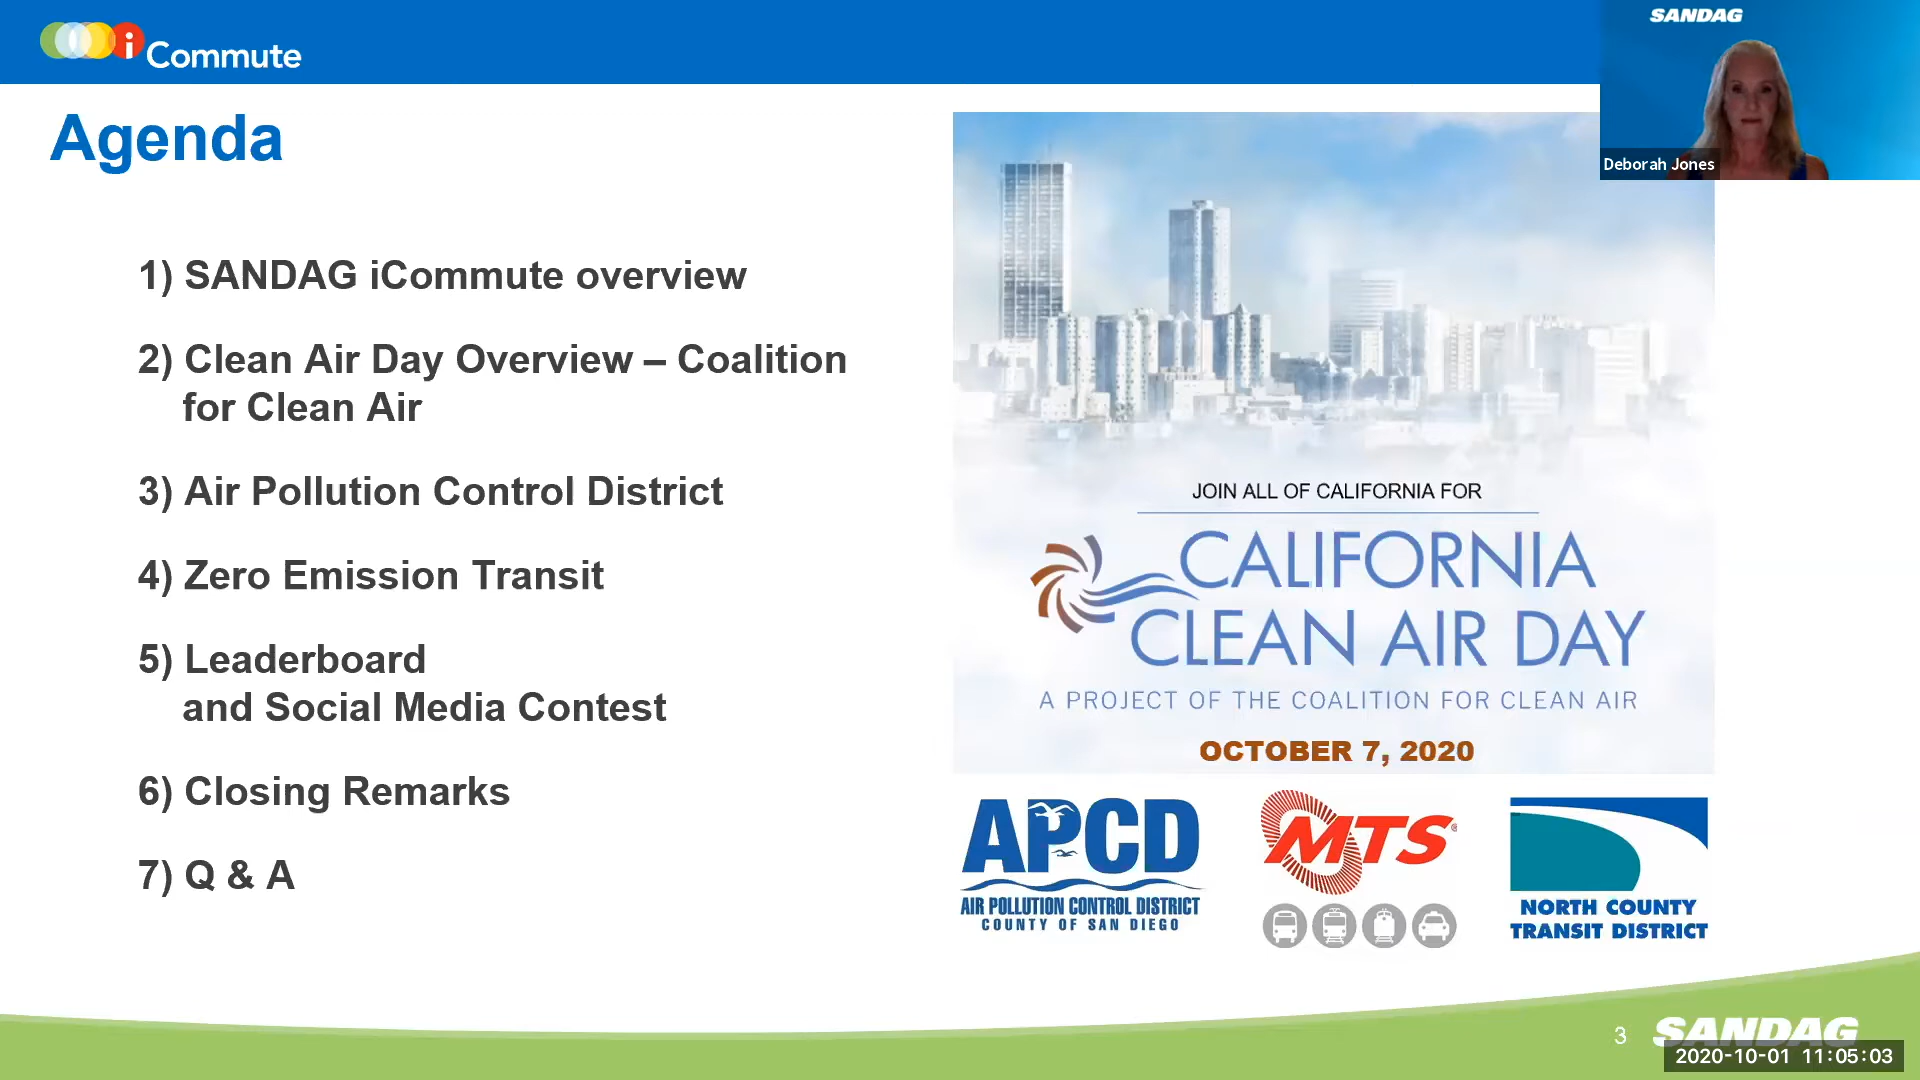 iCommute
SANDAG
Deborah Jones
Agenda
1) SANDAG iCommute overview
2) Clean Air Day Overview – Coalition
for Clean Air
3) Air Pollution Control District
4) Zero Emission Transit
5) Leaderboard
and Social Media Contest
6) Closing Remarks
7) Q & A
JOIN ALL OF CALIFORNIA FOR
CALIFORNIA
CLEAN AIR DAY
A PROJECT OF THE COALITION FOR CLEAN AIR
OCTOBER 7, 2020
APCD
AIR POLLUTION CONTROL DISTRICT
COUNTY OF SAN DIEGO
MTS®
NORTH COUNTY
TRANSIT DISTRICT
3
SANDAG
2020-10-01 11:05:03